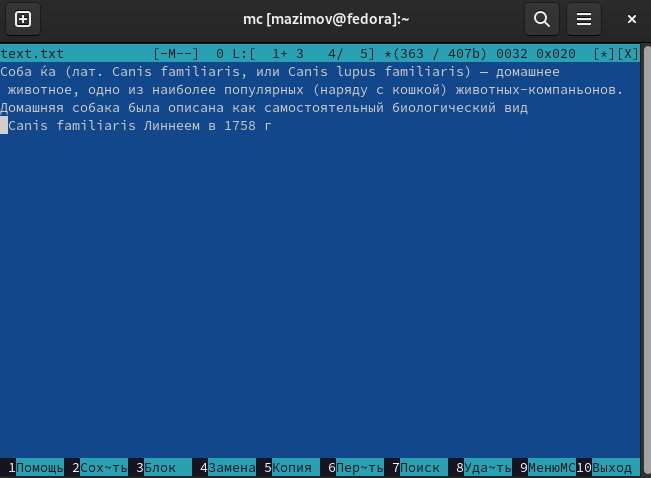 mc [mazimov@fedora]:~
text.txt [-M--] 0 L:[ 1+ 3 4/ 5] *(363 / 407b) 0032 0x020 [*][X]
Соба ќа (лат. Canis familiaris, или Canis lupus familiaris) — домашнее
животное, одно из наиболее популярных (наряду с кошкой) животных-компаньонов.
Домашняя собака была описана как самостоятельный биологический вид
Canis familiaris Линнеем в 1758 г
1Помощь 2Сох~ть 3Блок 4Замена 5Копия 6Пер~ть 7Поиск 8Уда~ть 9МенюМС 10Выход